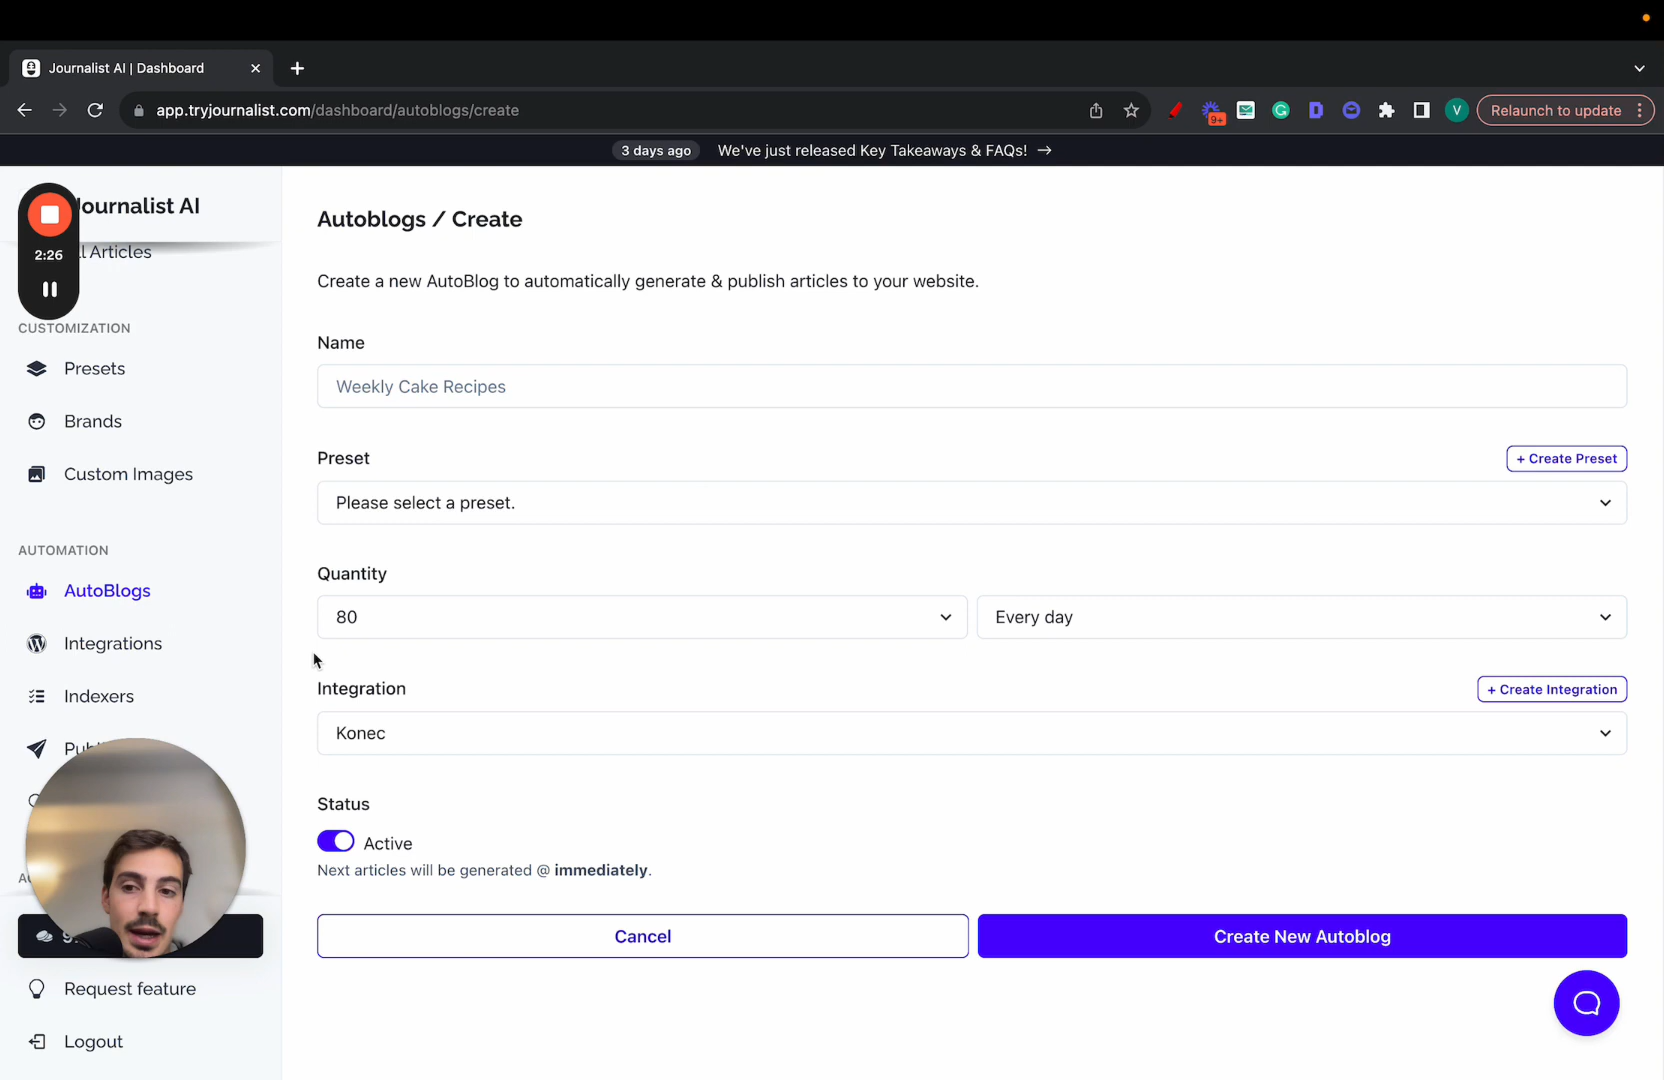 Journalist AI | Dashboard
app.tryjournalist.com/dashboard/autoblogs/create
9+
V
Relaunch to update
3 days ago
We've just released Key Takeaways & FAQs! →
Journalist AI
2:26
Articles
CUSTOMIZATION
Presets
Brands
Custom Images
AUTOMATION
AutoBlogs
Integrations
Indexers
Autoblogs / Create
Create a new AutoBlog to automatically generate & publish articles to your website.
Name
Weekly Cake Recipes
Preset
+ Create Preset
Please select a preset.
Quantity
80
Every day
Integration
+ Create Integration
Konec
Status
Active
Next articles will be generated @ immediately.
Cancel
Create New Autoblog
Request feature
Logout